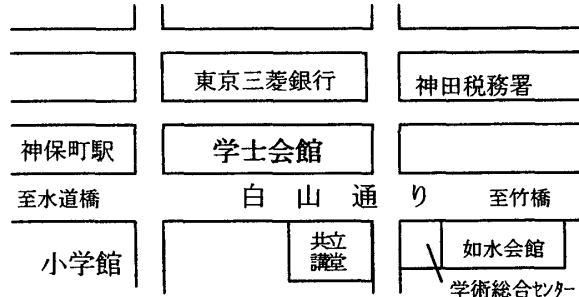 東京三菱銀行
神田税務署
神保町駅
学士会館
至水道橋
白山通り
至竹橋
小学館
共立
講堂
如水会館
学術総合センター